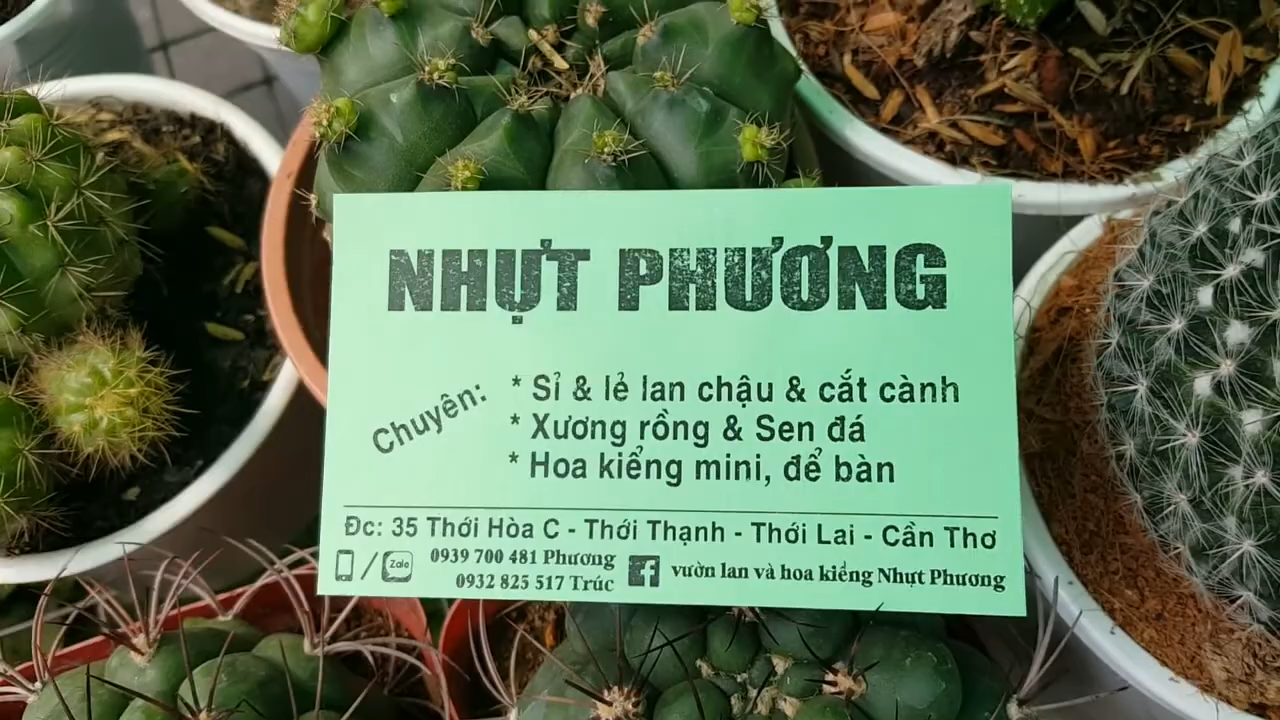 NHỰT PHƯƠNG
Chuyên:
* Sỉ & lẻ lan chậu & cắt cành
* Xương rồng & Sen đá
* Hoa kiểng mini, để bàn
Đc: 35 Thới Hòa C - Thới Thạnh - Thới Lai - Cần Thơ
Zalo 0939 700 481 Phương
0932 825 517 Trúc
f vườn lan và hoa kiểng Nhựt Phương